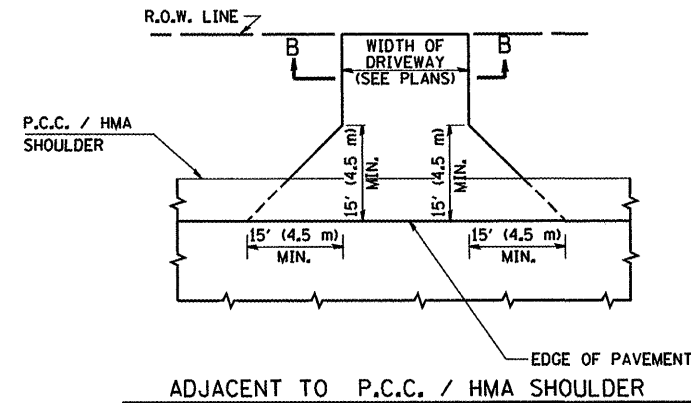 R.O.W. LINE
B
WIDTH OF
DRIVEWAY
(SEE PLANS)
B
P.C.C. / HMA
SHOULDER
15' (4.5 m)
MIN.
15' (4.5 m)
MIN.
15' (4.5 m)
MIN.
15' (4.5 m)
MIN.
EDGE OF PAVEMENT
ADJACENT TO P.C.C. / HMA SHOULDER